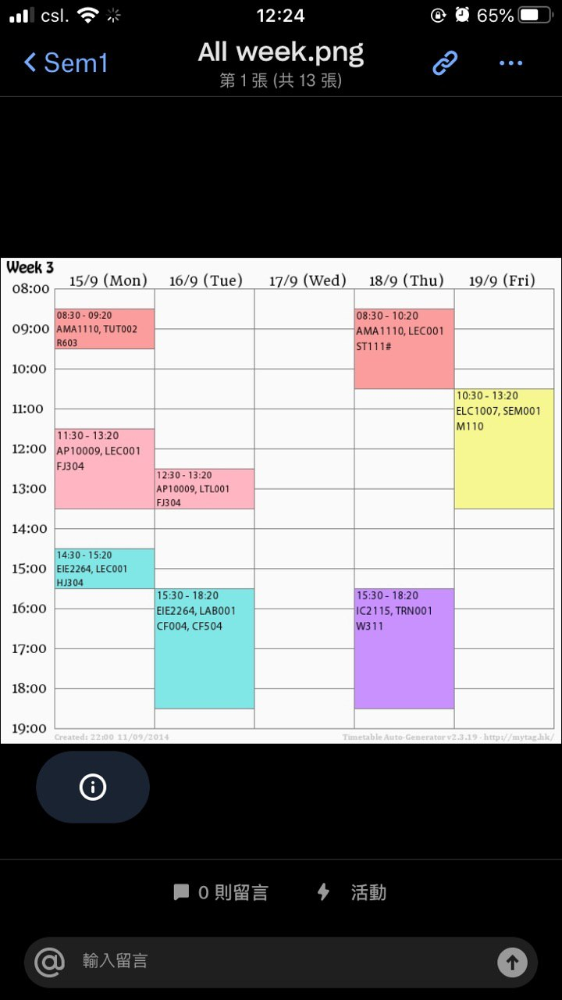 csl. 12:24 65%
Sem1 All week.png
第 1 張 (共 13 張)
Week 3
15/9 (Mon) 16/9 (Tue) 17/9 (Wed) 18/9 (Thu) 19/9 (Fri)
08:00
08:30 - 09:20
AMA1110, TUT002
R603
08:30 - 10:20
AMA1110, LEC001
ST111#
09:00
10:00
10:30 - 13:20
ELC1007, SEM001
M110
11:00
11:30 - 13:20
AP10009, LEC001
FJ304
12:00
12:30 - 13:20
AP10009, LTL001
FJ304
13:00
14:00
14:30 - 15:20
EIE2264, LEC001
HJ304
15:00
15:30 - 18:20
EIE2264, LAB001
CF004, CF504
15:30 - 18:20
IC2115, TRN001
W311
16:00
17:00
18:00
19:00
Created: 22:00 11/09/2014 Timetable Auto-Generator v2.3.19 - http://mytag.hk/
0 則留言 活動
@ 輸入留言